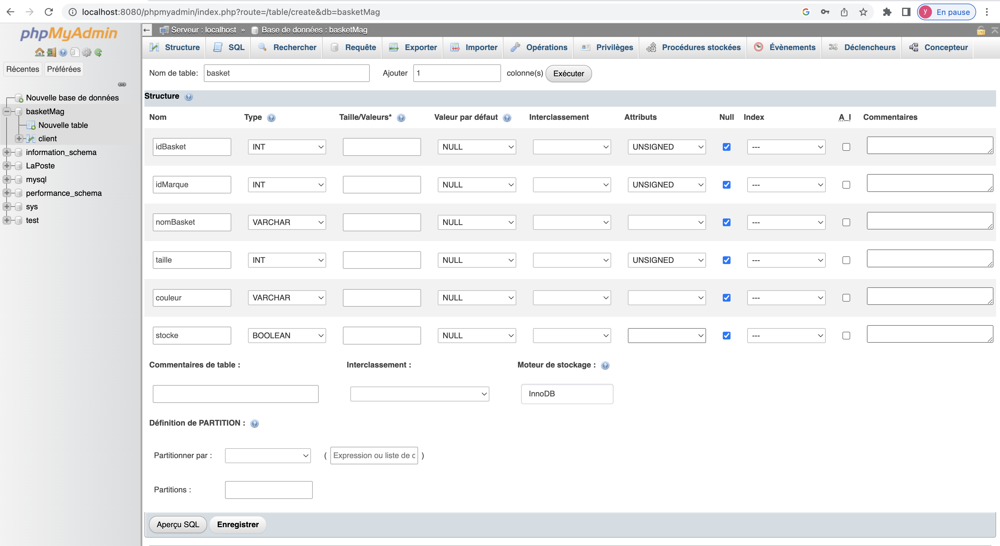 localhost:8080/phpmyadmin/index.php?route=/table/create&db=basketMag
y En pause
phpMyAdmin
Récentes Préférées
Nouvelle base de données
basketMag
Nouvelle table
client
information_schema
LaPoste
mysql
performance_schema
sys
test
Serveur : localhost » Base de données : basketMag
Structure SQL Rechercher Requête Exporter Importer Opérations Privilèges Procédures stockées Évènements Déclencheurs Concepteur
Nom de table: basket Ajouter 1 colonne(s) Exécuter
Structure
Nom Type Taille/Valeurs* Valeur par défaut Interclassement Attributs Null Index A_I Commentaires
idBasket INT NULL UNSIGNED ---
idMarque INT NULL UNSIGNED ---
nomBasket VARCHAR NULL ---
taille INT NULL UNSIGNED ---
couleur VARCHAR NULL ---
stocke BOOLEAN NULL ---
Commentaires de table : Interclassement : Moteur de stockage :
InnoDB
Définition de PARTITION :
Partitionner par : ( Expression ou liste de c )
Partitions :
Aperçu SQL Enregistrer